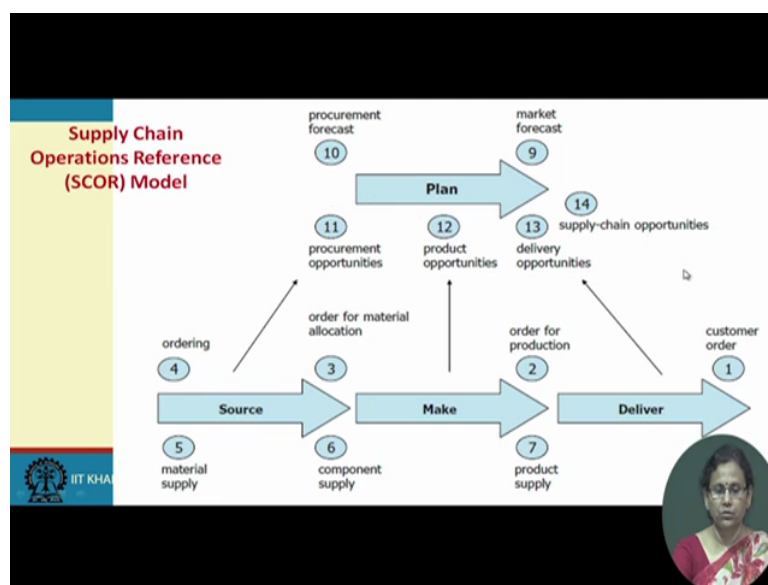 Supply Chain
Operations Reference
(SCOR) Model
procurement
forecast
10
market
forecast
9
Plan
14
supply-chain opportunities
11
procurement
opportunities
12
product
opportunities
13
delivery
opportunities
ordering
4
order for material
allocation
3
order for
production
2
customer
order
1
Source
Make
Deliver
5
material
supply
6
component
supply
7
product
supply
IIT KHA